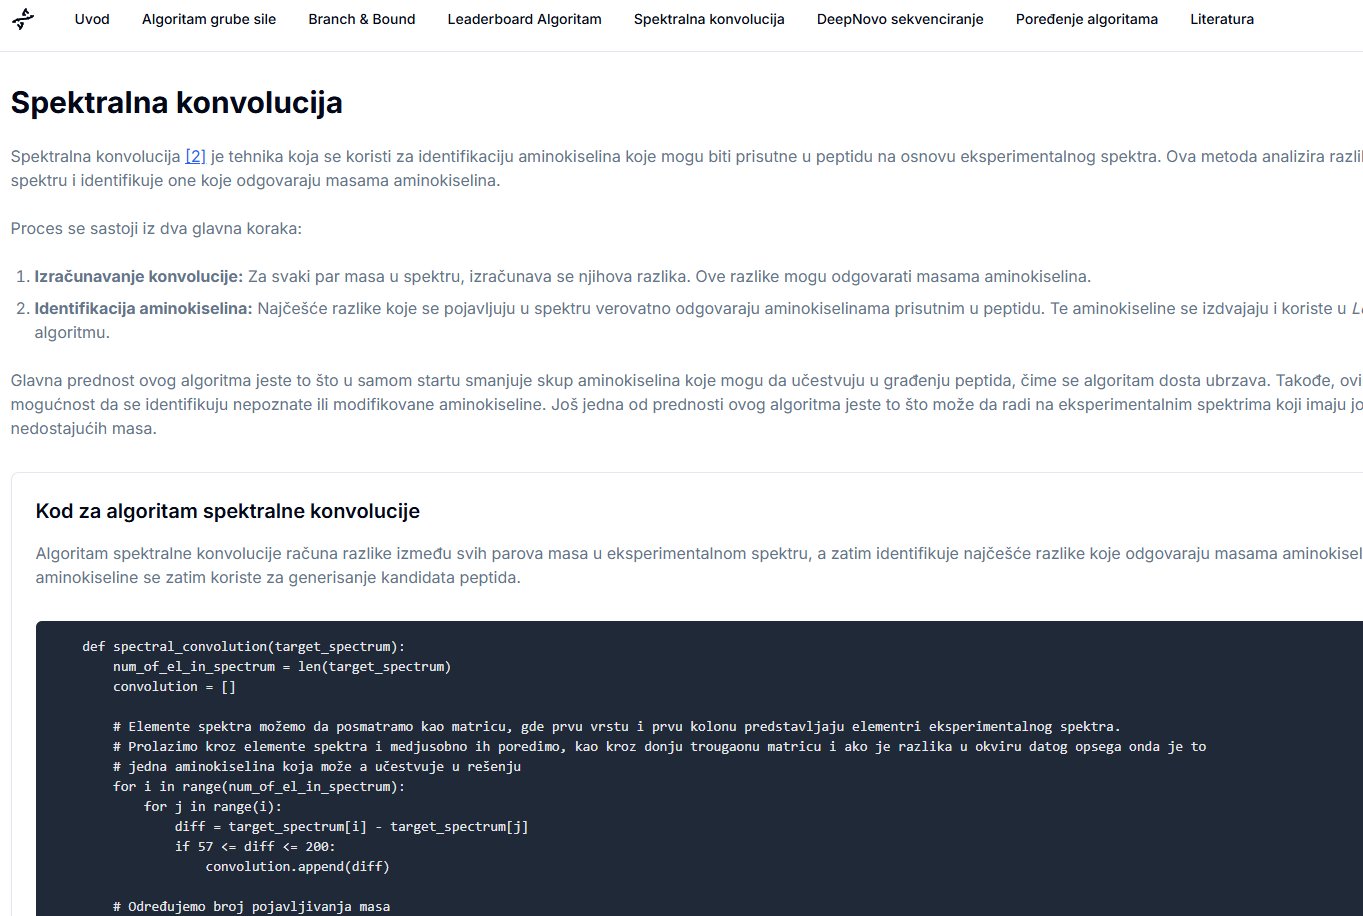 Uvod Algoritam grube sile Branch & Bound Leaderboard Algoritam Spektralna konvolucija DeepNovo sekvenciranje Poređenje algoritama Literatura
Spektralna konvolucija
Spektralna konvolucija [2] je tehnika koja se koristi za identifikaciju aminokiselina koje mogu biti prisutne u peptidu na osnovu eksperimentalnog spektra. Ova metoda analizira
spektru i identifikuje one koje odgovaraju masama aminokiselina.
Proces se sastoji iz dva glavna koraka:
1. Izračunavanje konvolucije: Za svaki par masa u spektru, izračunava se njihova razlika. Ove razlike mogu odgovarati masama aminokiselina.
2. Identifikacija aminokiselina: Najčešće razlike koje se pojavljuju u spektru verovatno odgovaraju aminokiselinama prisutnim u peptidu. Te aminokiseline se izdvajaju i koriste u
algoritmu.
Glavna prednost ovog algoritma jeste to što u samom startu smanjuje skup aminokiselina koje mogu da učestvuju u građenju peptida, čime se algoritam dosta ubrzava. Takođe,
mogućnost da se identifikuju nepoznate ili modifikovane aminokiseline. Još jedna od prednosti ovog algoritma jeste to što može da radi na eksperimentalnim spektrima koji imaju
nedostajućih masa.
Kod za algoritam spektralne konvolucije
Algoritam spektralne konvolucije računa razlike između svih parova masa u eksperimentalnom spektru, a zatim identifikuje najčešće razlike koje odgovaraju masama
aminokiseline se zatim koriste za generisanje kandidata peptida.
def spectral_convolution(target_spectrum):
num_of_el_in_spectrum = len(target_spectrum)
convolution = []
# Elemente spektra možemo da posmatramo kao matricu, gde prvu vrstu i prvu kolonu predstavljaju elementri eksperimentalnog spektra.
# Prolazimo kroz elemente spektra i medjusobno ih poredimo, kao kroz donju trougaonu matricu i ako je razlika u okviru datog opsega onda je to
# jedna aminokiselina koja može a učestvuje u rešenju
for i in range(num_of_el_in_spectrum):
for j in range(i):
diff = target_spectrum[i] - target_spectrum[j]
if 57 <= diff <= 200:
convolution.append(diff)
# Određujemo broj pojavljivanja masa